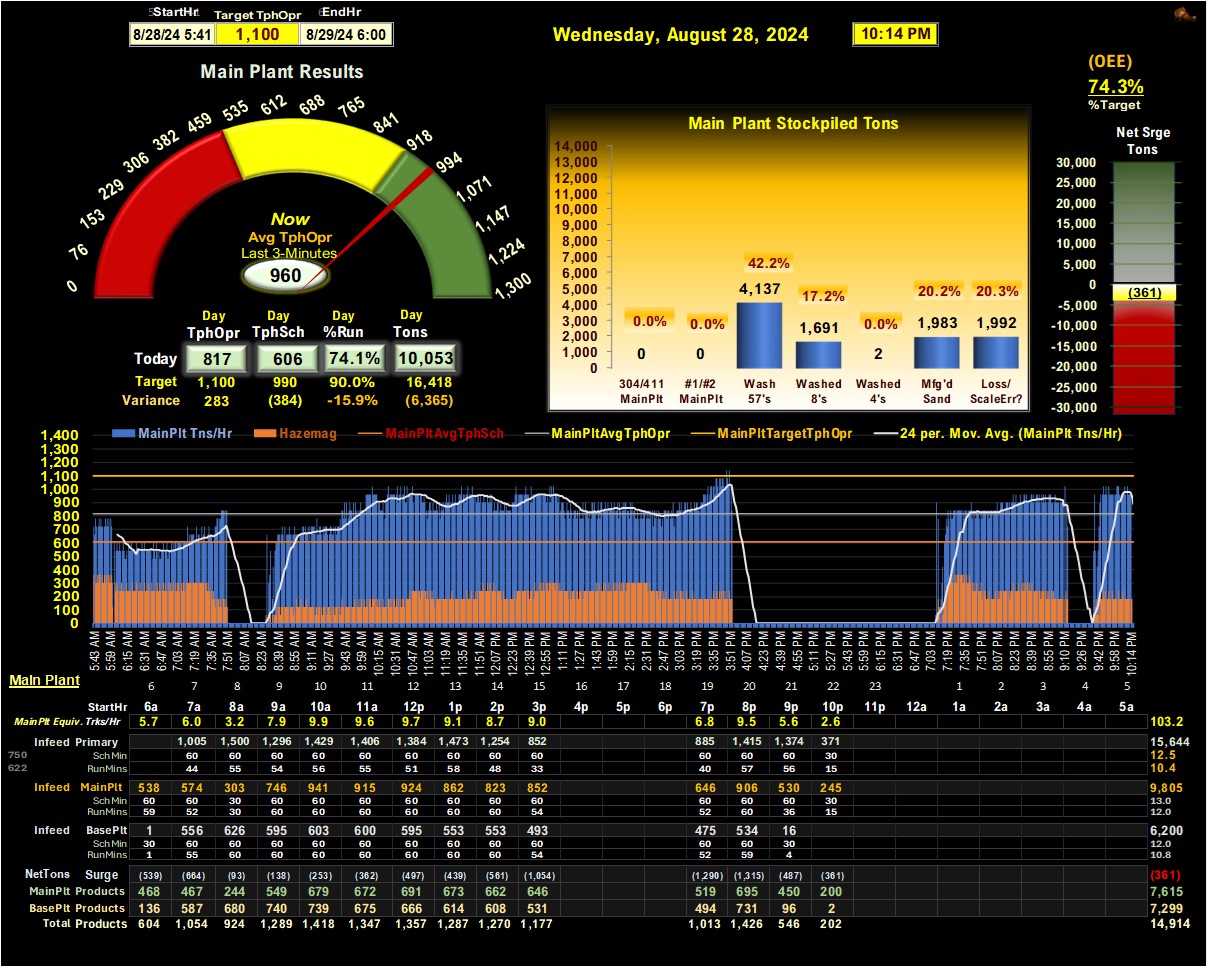 StartHr Target TphOpr EndHr
8/28/24 5:41 1,100 8/29/24 6:00
Wednesday, August 28, 2024 10:14 PM
(OEE)
74.3%
%Target
Main Plant Results
0 76 153 229 306 382 459 535 612 688 765 841 918 994 1,071 1,147 1,224 1,300
Now
Avg TphOpr
Last 3-Minutes
960
Day Day Day Day
TphOpr TphSch %Run Tons
Today 817 606 74.1% 10,053
Target 1,100 990 90.0% 16,418
Variance 283 (384) -15.9% (6,365)
Main Plant Stockpiled Tons
14,000
13,000
12,000
11,000
10,000
9,000
8,000
7,000
6,000
5,000
4,000
3,000
2,000
1,000
0
0.0% 0.0% 42.2% 17.2% 0.0% 20.2% 20.3%
0 0 4,137 1,691 2 1,983 1,992
304/411 #1/#2 Wash Washed Washed Mfg'd Loss/
MainPlt MainPlt 57's 8's 4's Sand ScaleErr?
Net Srge
Tons
30,000
25,000
20,000
15,000
10,000
5,000
0
(361)
-5,000
-10,000
-15,000
-20,000
-25,000
-30,000
MainPlt Tns/Hr Hazemag MainPltAvgTphSch MainPltAvgTphOpr MainPltTargetTphOpr 24 per. Mov. Avg. (MainPlt Tns/Hr)
1,400
1,300
1,200
1,100
1,000
900
800
700
600
500
400
300
200
100
0
5:43 AM 5:59 AM 6:15 AM 6:31 AM 6:47 AM 7:03 AM 7:19 AM 7:35 AM 7:51 AM 8:07 AM 8:23 AM 8:39 AM 8:55 AM 9:11 AM 9:27 AM 9:43 AM 9:59 AM 10:15 AM 10:31 AM 10:47 AM 11:03 AM 11:19 AM 11:35 AM 11:51 AM 12:07 PM 12:23 PM 12:39 PM 12:55 PM 1:11 PM 1:27 PM 1:43 PM 1:59 PM 2:15 PM 2:31 PM 2:47 PM 3:03 PM 3:19 PM 3:35 PM 3:51 PM 4:07 PM 4:23 PM 4:39 PM 4:55 PM 5:11 PM 5:27 PM 5:43 PM 5:59 PM 6:15 PM 6:31 PM 6:47 PM 7:03 PM 7:19 PM 7:35 PM 7:51 PM 8:07 PM 8:23 PM 8:39 PM 8:55 PM 9:10 PM 9:26 PM 9:42 PM 9:58 PM 10:14 PM
Main Plant
6 7 8 9 10 11 12 13 14 15 16 17 18 19 20 21 22 23 1 2 3 4 5
StartHr 6a 7a 8a 9a 10a 11a 12p 1p 2p 3p 4p 5p 6p 7p 8p 9p 10p 11p 12a 1a 2a 3a 4a 5a
MainPlt Equiv. Trks/Hr 5.7 6.0 3.2 7.9 9.9 9.6 9.7 9.1 8.7 9.0 6.8 9.5 5.6 2.6 103.2
Infeed Primary 1,005 1,500 1,296 1,429 1,406 1,384 1,473 1,254 852 885 1,415 1,374 371 15,644
750 Sch Min 60 60 60 60 60 60 60 60 60 60 60 60 30 12.5
622 RunMins 44 55 54 56 55 51 58 48 33 40 57 56 15 10.4
Infeed MainPlt 538 574 303 746 941 915 924 862 823 852 646 906 530 245 9,805
Sch Min 60 60 30 60 60 60 60 60 60 60 60 60 60 30 13.0
RunMins 59 52 30 60 60 60 60 60 60 54 52 60 36 15 12.0
Infeed BasePlt 1 556 626 595 603 600 595 553 553 493 475 534 16 6,200
Sch Min 30 60 60 60 60 60 60 60 60 60 60 60 30 12.0
RunMins 1 55 60 60 60 60 60 60 60 54 52 59 4 10.8
NetTons Surge (539) (664) (93) (138) (253) (362) (497) (439) (561) (1,054) (1,290) (1,315) (487) (361) (361)
MainPlt Products 468 467 244 549 679 672 691 673 662 646 519 695 450 200 7,615
BasePlt Products 136 587 680 740 739 675 666 614 608 531 494 731 96 2 7,299
Total Products 604 1,054 924 1,289 1,418 1,347 1,357 1,287 1,270 1,177 1,013 1,426 546 202 14,914